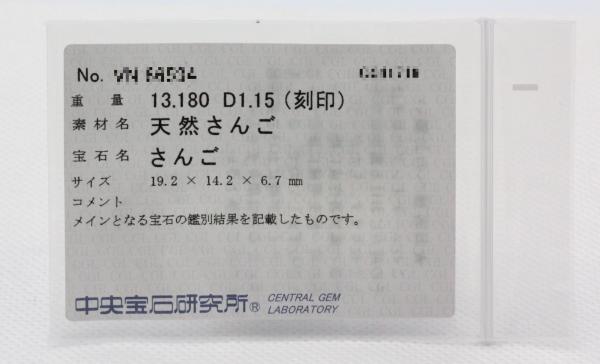 No.
重量 13.180 D1.15（刻印）
素材名 天然さんご
宝石名 さんご
サイズ 19.2 × 14.2 × 6.7 mm
コメント
メインとなる宝石の鑑別結果を記載したものです。
中央宝石研究所® CENTRAL GEM
LABORATORY